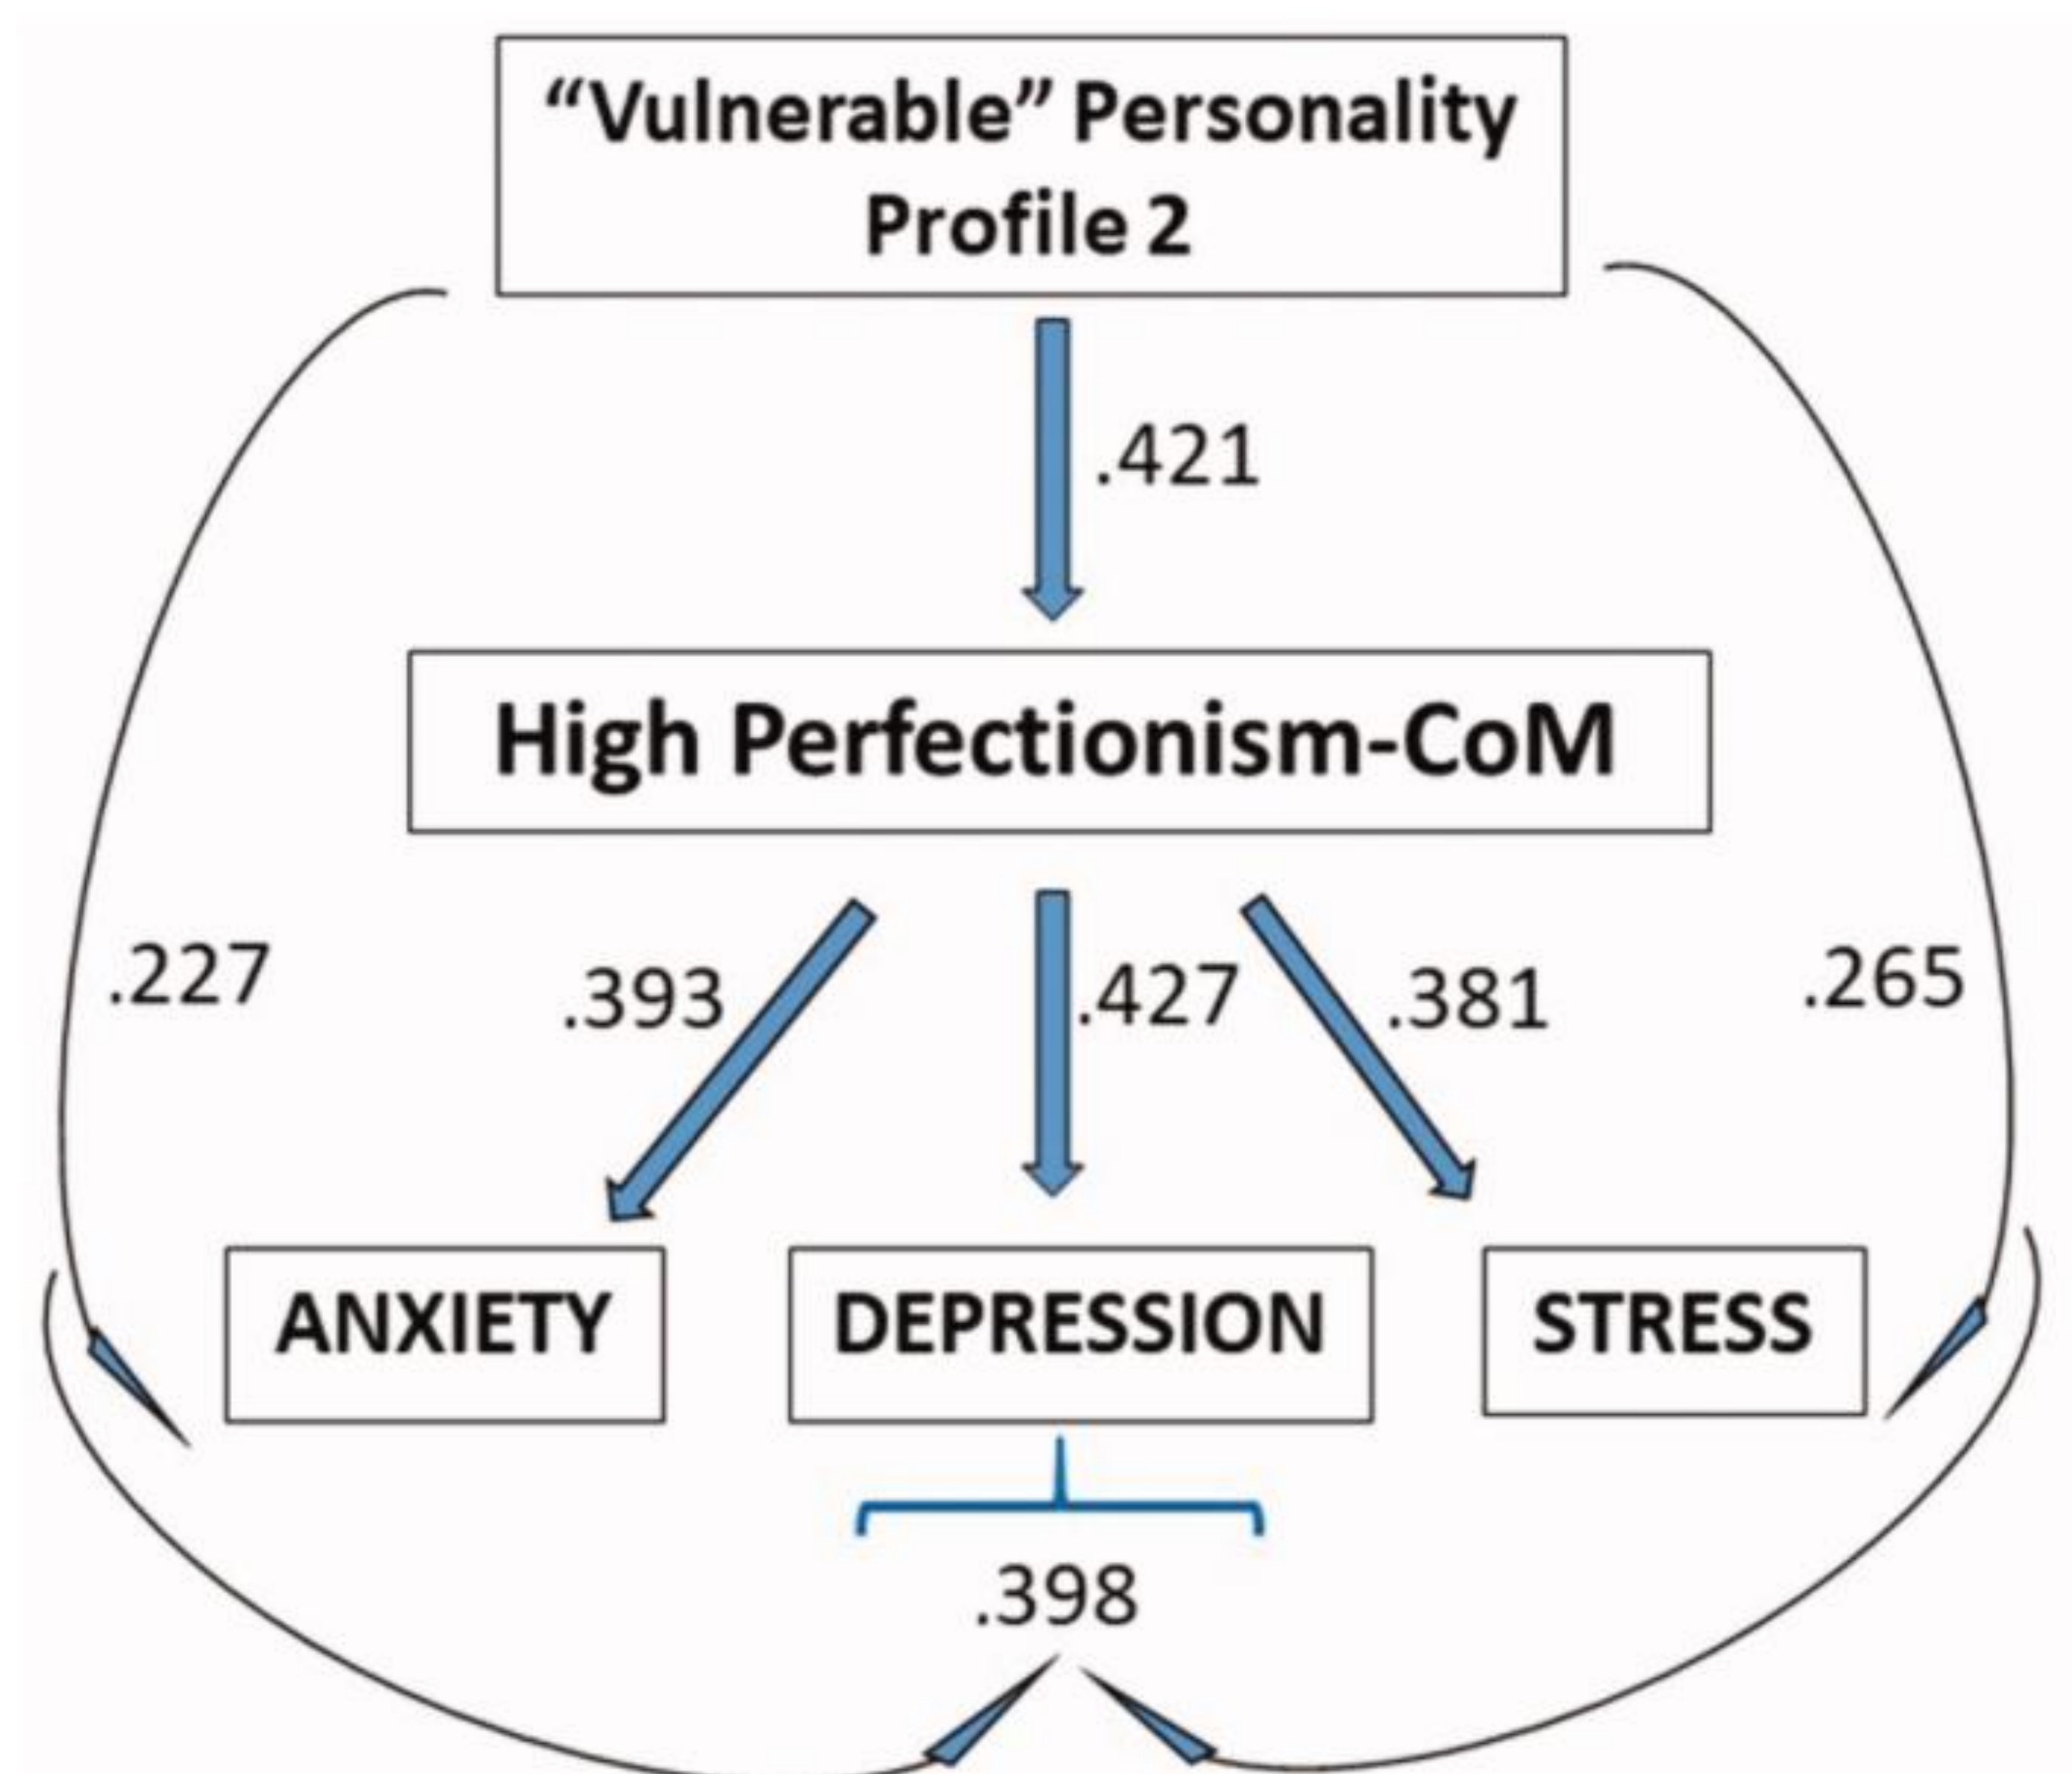 “Vulnerable” Personality
Profile 2
.421
High Perfectionism-CoM
.227
.393
.427
.381
.265
ANXIETY
DEPRESSION
STRESS
.398